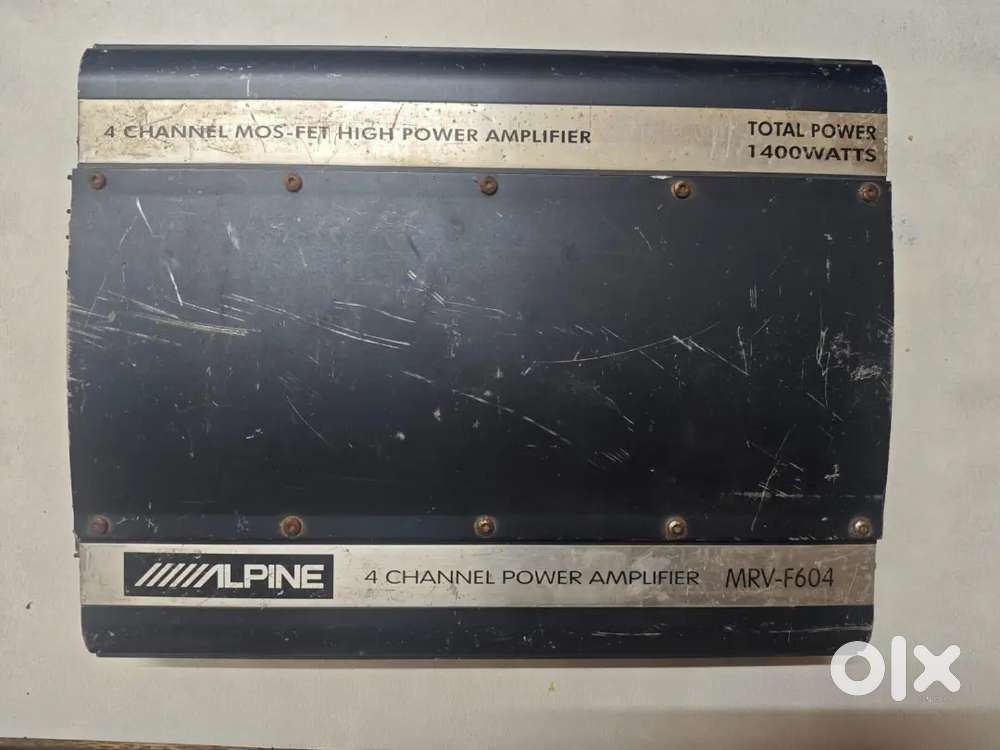 4 CHANNEL MOS-FET HIGH POWER AMPLIFIER
TOTAL POWER
1400WATTS
ALPINE
4 CHANNEL POWER AMPLIFIER MRV-F604
olx